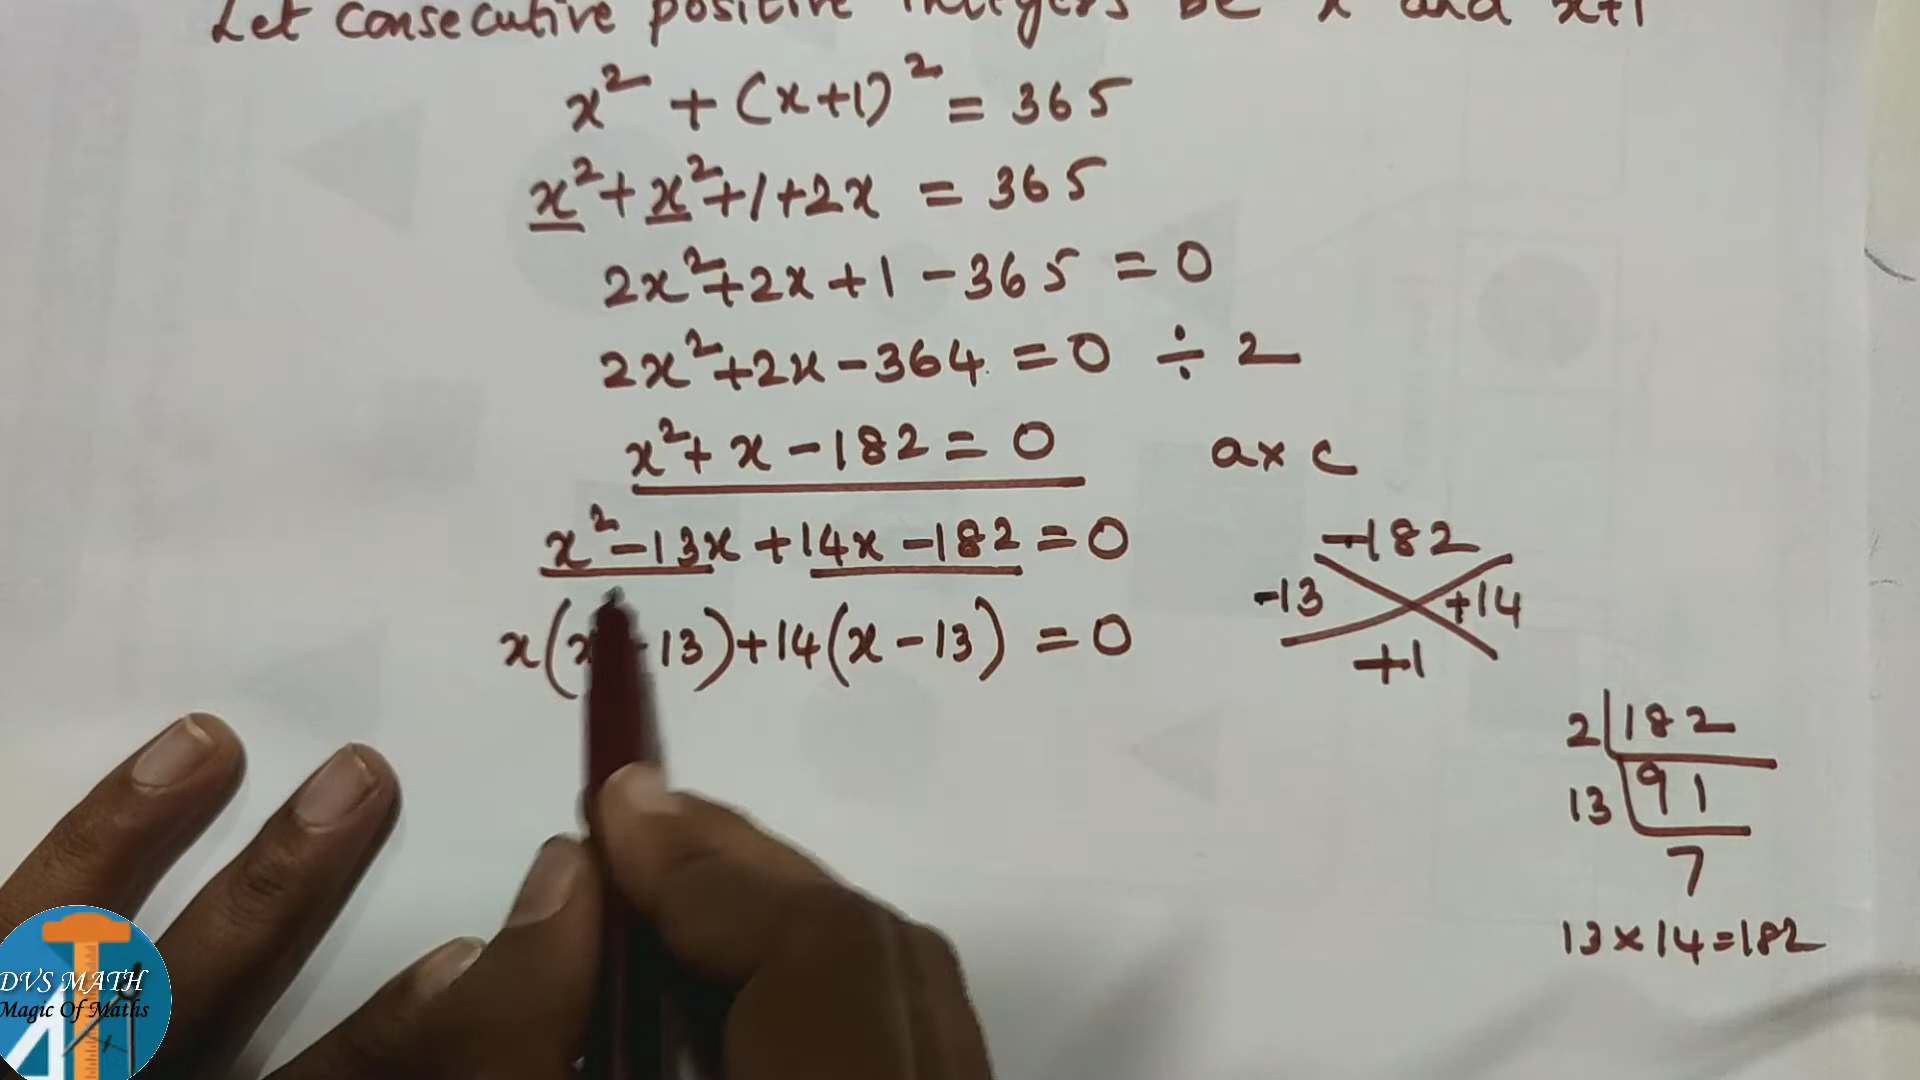 Let consecutive positive integers be x and x+1
x² + (x+1)² = 365
x² + x² + 1 + 2x = 365
2x² + 2x + 1 - 365 = 0
2x² + 2x - 364 = 0 ÷ 2
x² + x - 182 = 0
a x c
x² - 13x + 14x - 182 = 0
-182
-13 +14
+1
x(x - 13) + 14(x - 13) = 0
2 | 182
13 | 91
7
13 x 14 = 182
DVS MATH
Magic Of Maths